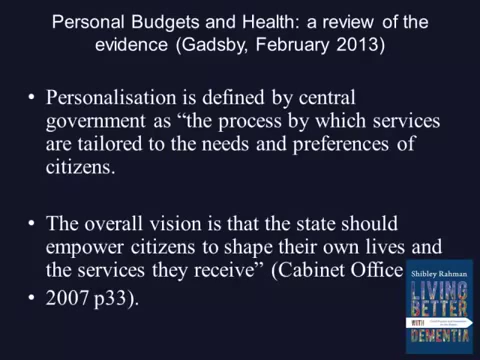 Personal Budgets and Health: a review of the
evidence (Gadsby, February 2013)
• Personalisation is defined by central
government as “the process by which services
are tailored to the needs and preferences of
citizens.
• The overall vision is that the state should
empower citizens to shape their own lives and
the services they receive” (Cabinet Office
• 2007 p33).
Shibley Rahman
LIVING
BETTER
WITH
DEMENTIA